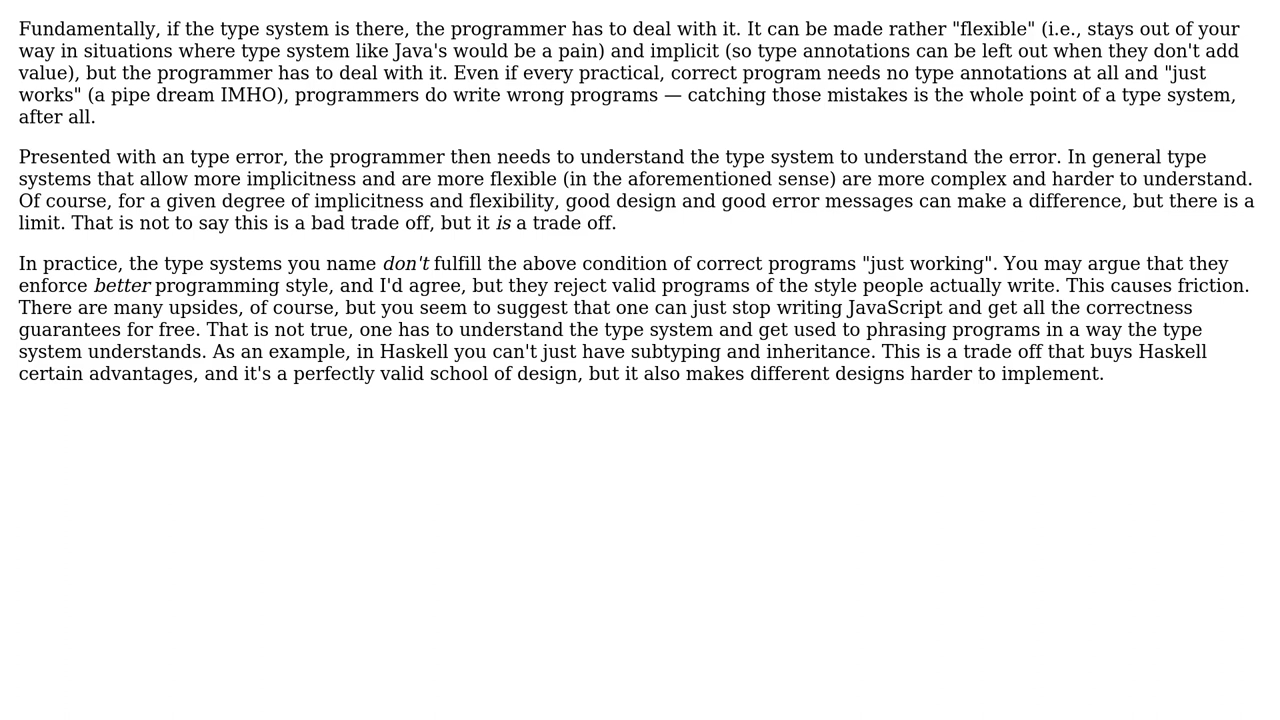 Fundamentally, if the type system is there, the programmer has to deal with it. It can be made rather "flexible" (i.e., stays out of your
way in situations where type system like Java's would be a pain) and implicit (so type annotations can be left out when they don't add
value), but the programmer has to deal with it. Even if every practical, correct program needs no type annotations at all and "just
works" (a pipe dream IMHO), programmers do write wrong programs — catching those mistakes is the whole point of a type system,
after all.
Presented with an type error, the programmer then needs to understand the type system to understand the error. In general type
systems that allow more implicitness and are more flexible (in the aforementioned sense) are more complex and harder to understand.
Of course, for a given degree of implicitness and flexibility, good design and good error messages can make a difference, but there is a
limit. That is not to say this is a bad trade off, but it is a trade off.
In practice, the type systems you name don't fulfill the above condition of correct programs "just working". You may argue that they
enforce better programming style, and I'd agree, but they reject valid programs of the style people actually write. This causes friction.
There are many upsides, of course, but you seem to suggest that one can just stop writing JavaScript and get all the correctness
guarantees for free. That is not true, one has to understand the type system and get used to phrasing programs in a way the type
system understands. As an example, in Haskell you can't just have subtyping and inheritance. This is a trade off that buys Haskell
certain advantages, and it's a perfectly valid school of design, but it also makes different designs harder to implement.